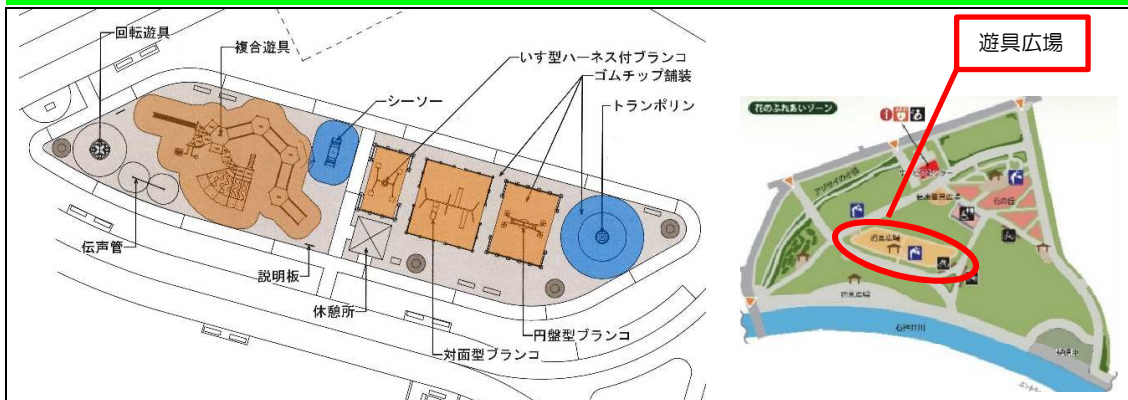 回転遊具
複合遊具
いす型ハーネス付ブランコ
ゴムチップ舗装
シーソー
トランポリン
伝声管
説明板
休憩所
円盤型ブランコ
対面型ブランコ
遊具広場
花のふれあいゾーン
1
アジサイの小径
花の丘
遊具広場
石神井川